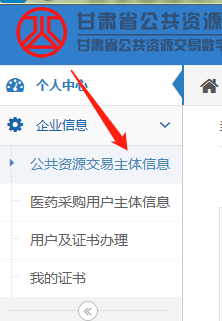 甘肃省公共资源
甘肃省公共资源交易数字
个人中心
企业信息
公共资源交易主体信息
医药采购用户主体信息
用户及证书办理
我的证书